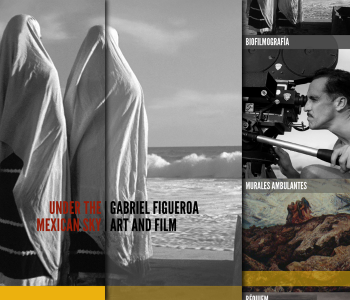 BIOFILMOGRAFÍA
MURALES AMBULANTES
UNDER THE
MEXICAN SKY
GABRIEL FIGUEROA
ART AND FILM
RÉQUIEM